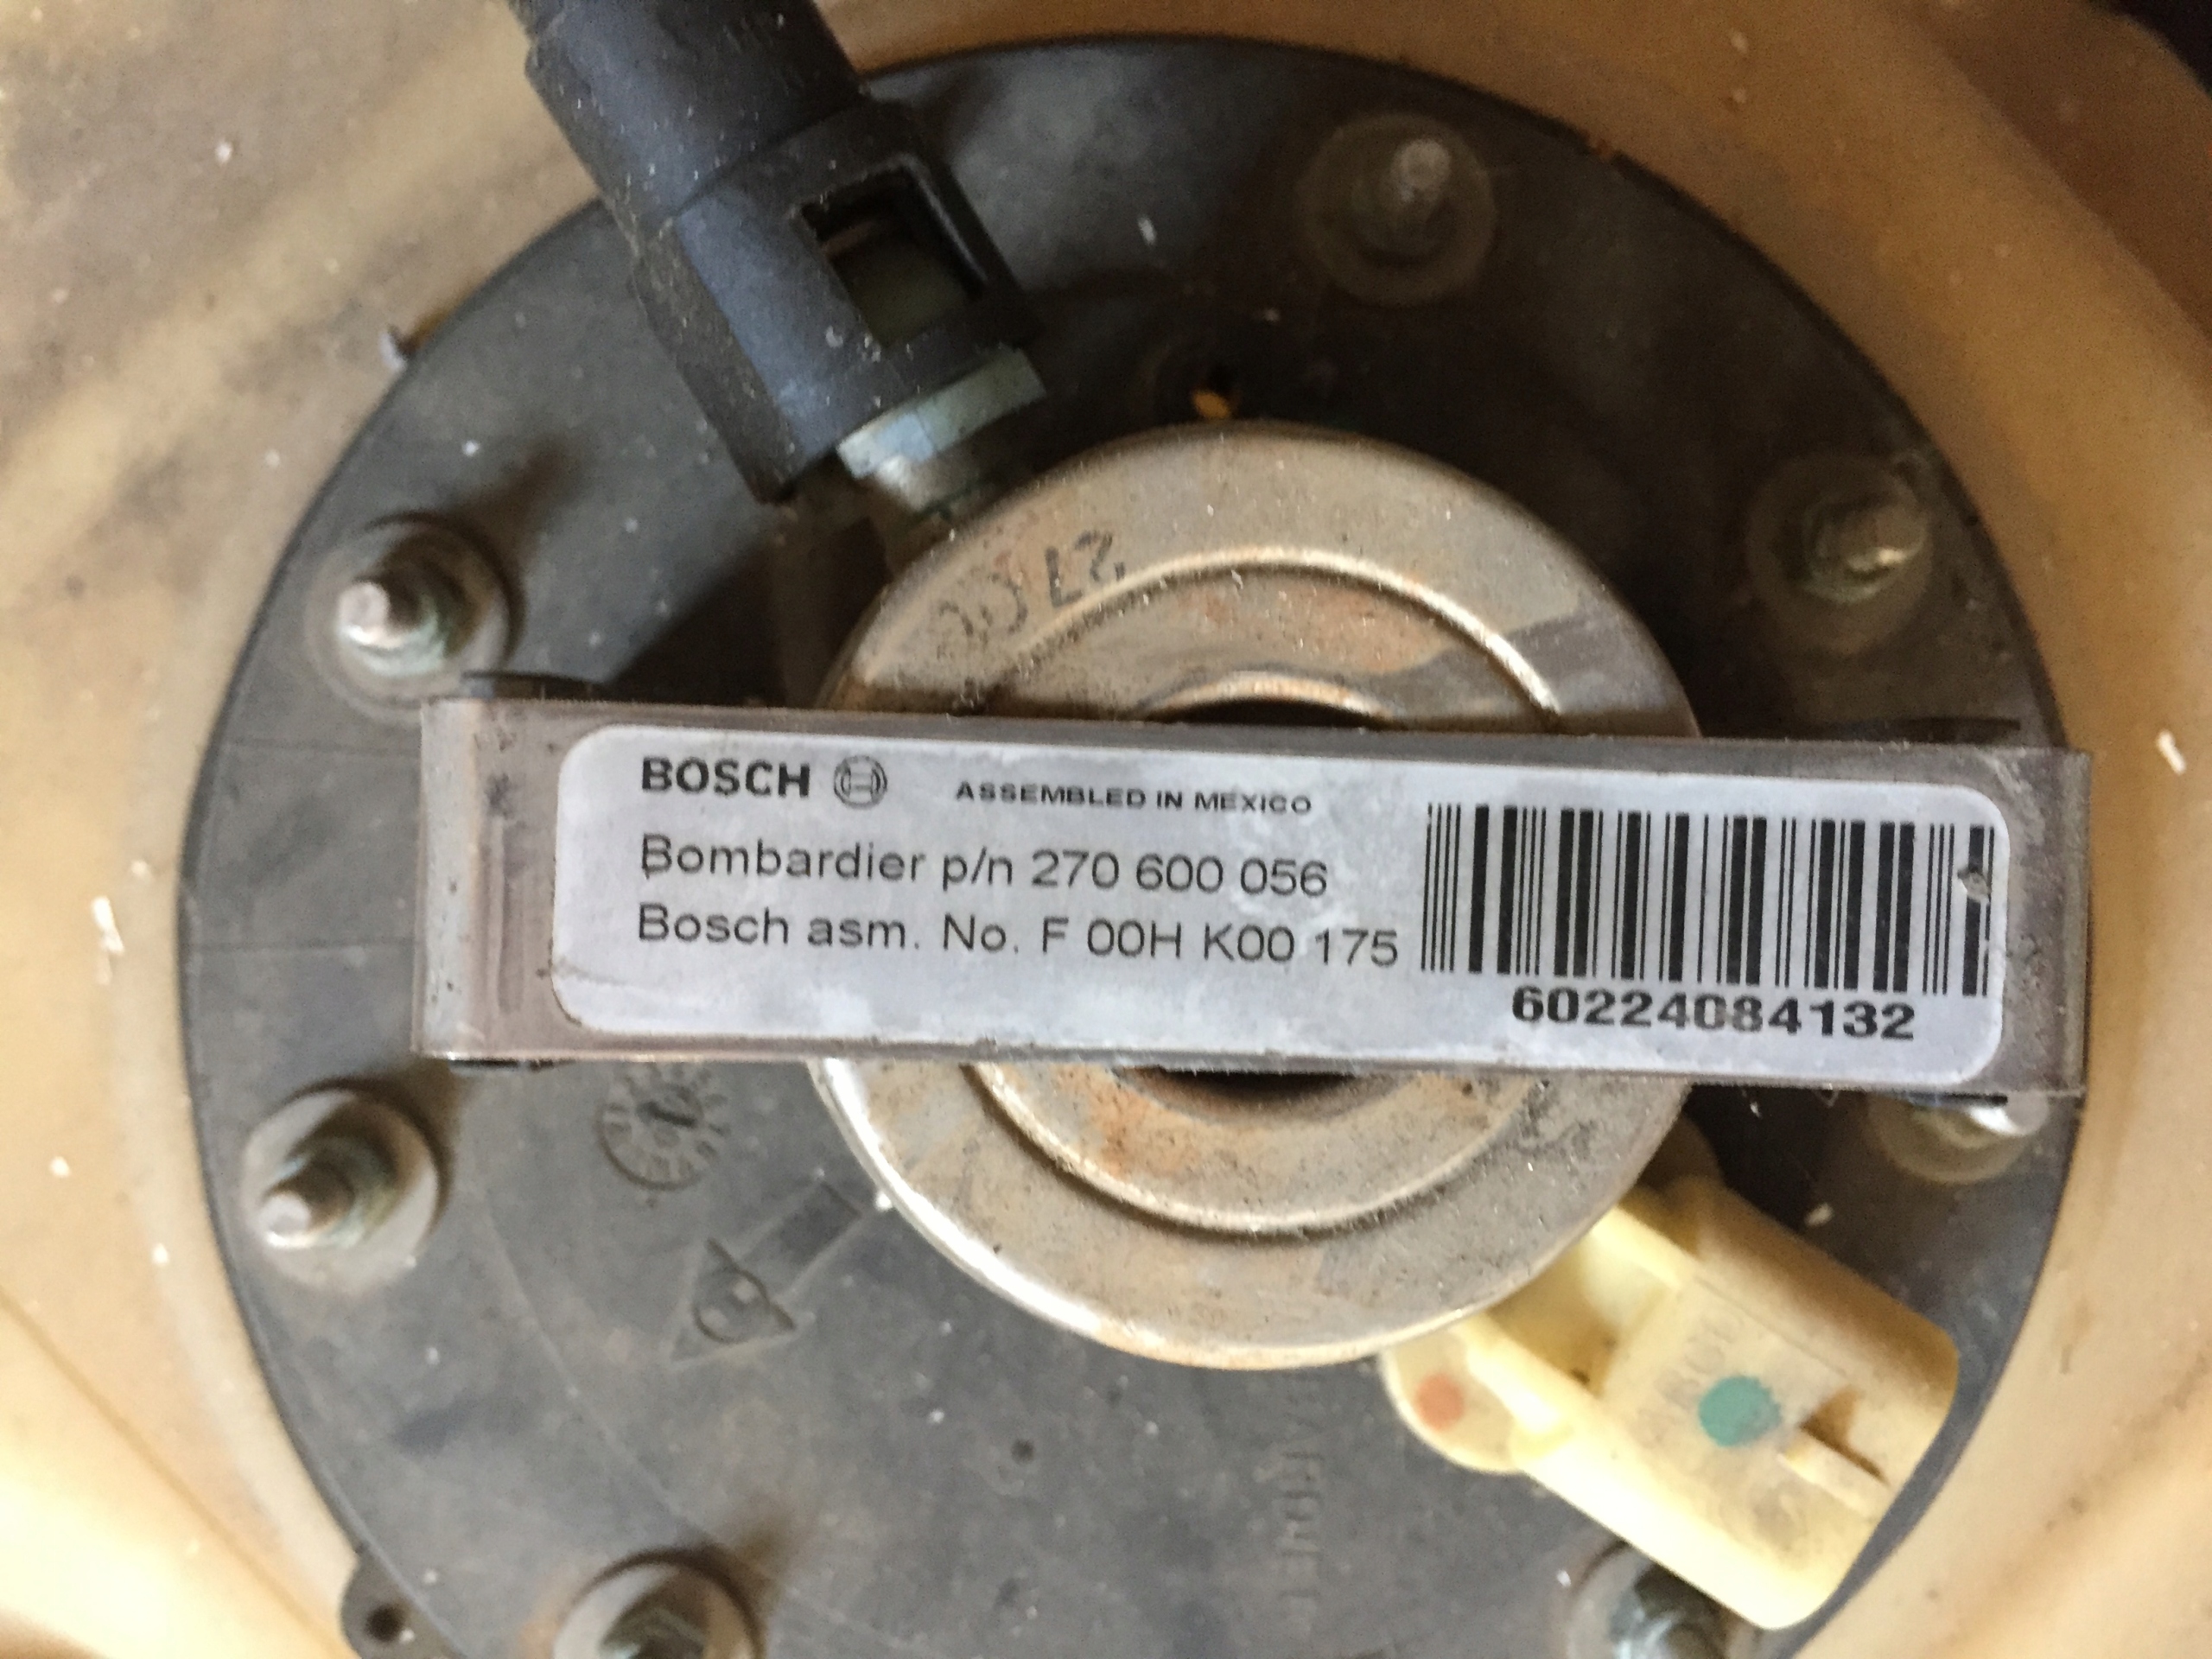 BOSCH
ASSEMBLED IN MEXICO
Bombardier p/n 270 600 056
Bosch asm. No. F 00H K00 175
60224084132